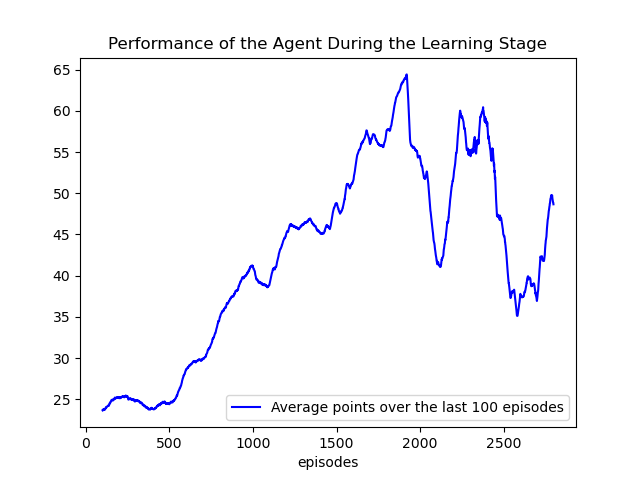 Performance of the Agent During the Learning Stage
65
60
55
50
45
40
35
30
25
Average points over the last 100 episodes
0 500 1000 1500 2000 2500
episodes